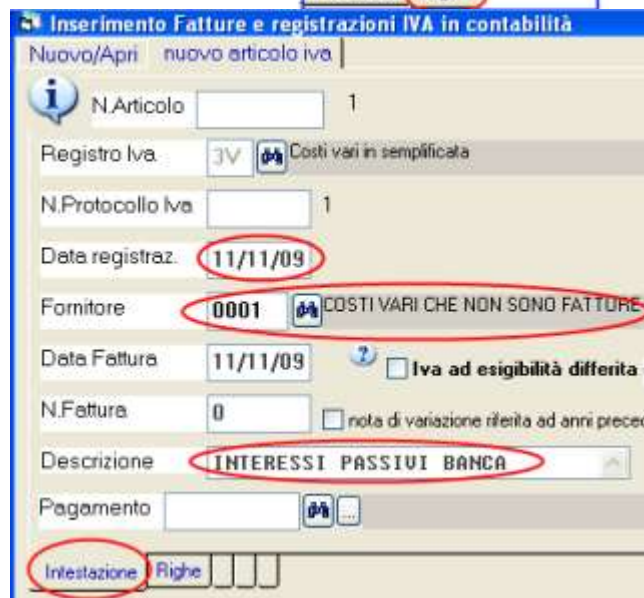 Inserimento Fatture e registrazioni IVA in contabilità
Nuovo/Apri nuovo articolo iva
N.Articolo 1
Registro Iva 3V Costi vari in semplificata
N.Protocollo Iva 1
Data registraz. 11/11/09
Fornitore 0001 COSTI VARI CHE NON SONO FATTURE
Data Fattura 11/11/09 Iva ad esigibilità differita
N.Fattura 0 nota di variazione riferita ad anni preced
Descrizione INTERESSI PASSIVI BANCA
Pagamento ...
Intestazione Righe